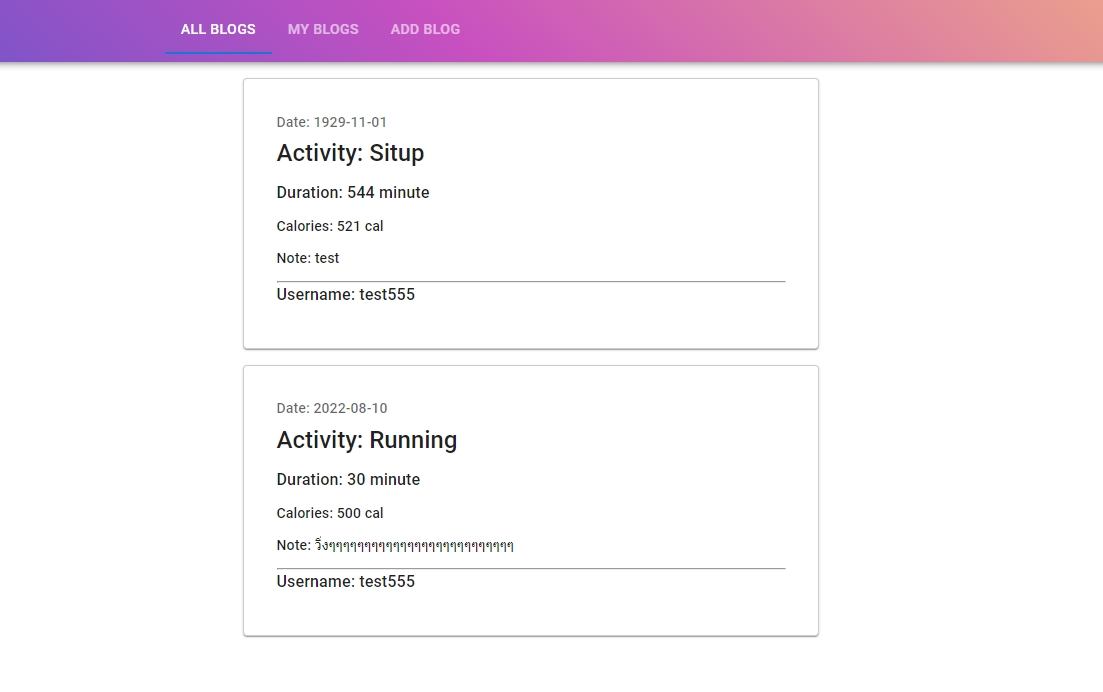 ALL BLOGS MY BLOGS ADD BLOG
Date: 1929-11-01
Activity: Situp
Duration: 544 minute
Calories: 521 cal
Note: test
Username: test555
Date: 2022-08-10
Activity: Running
Duration: 30 minute
Calories: 500 cal
Note: วิ่งๆๆๆๆๆๆๆๆๆๆๆๆๆๆๆๆๆๆๆๆๆๆๆๆๆๆ
Username: test555